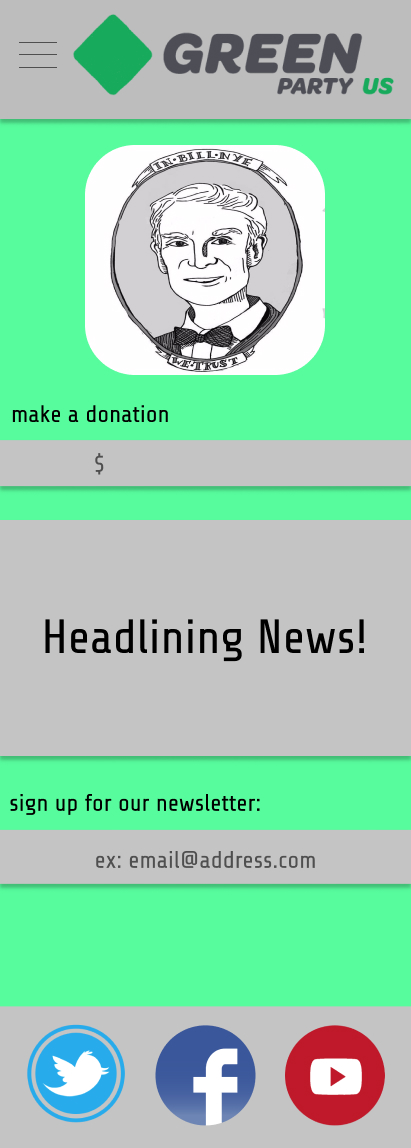 GREEN
PARTY US
IN·BILL·NYE
WE·TRUST
make a donation
$
Headlining News!
sign up for our newsletter:
ex: email@address.com